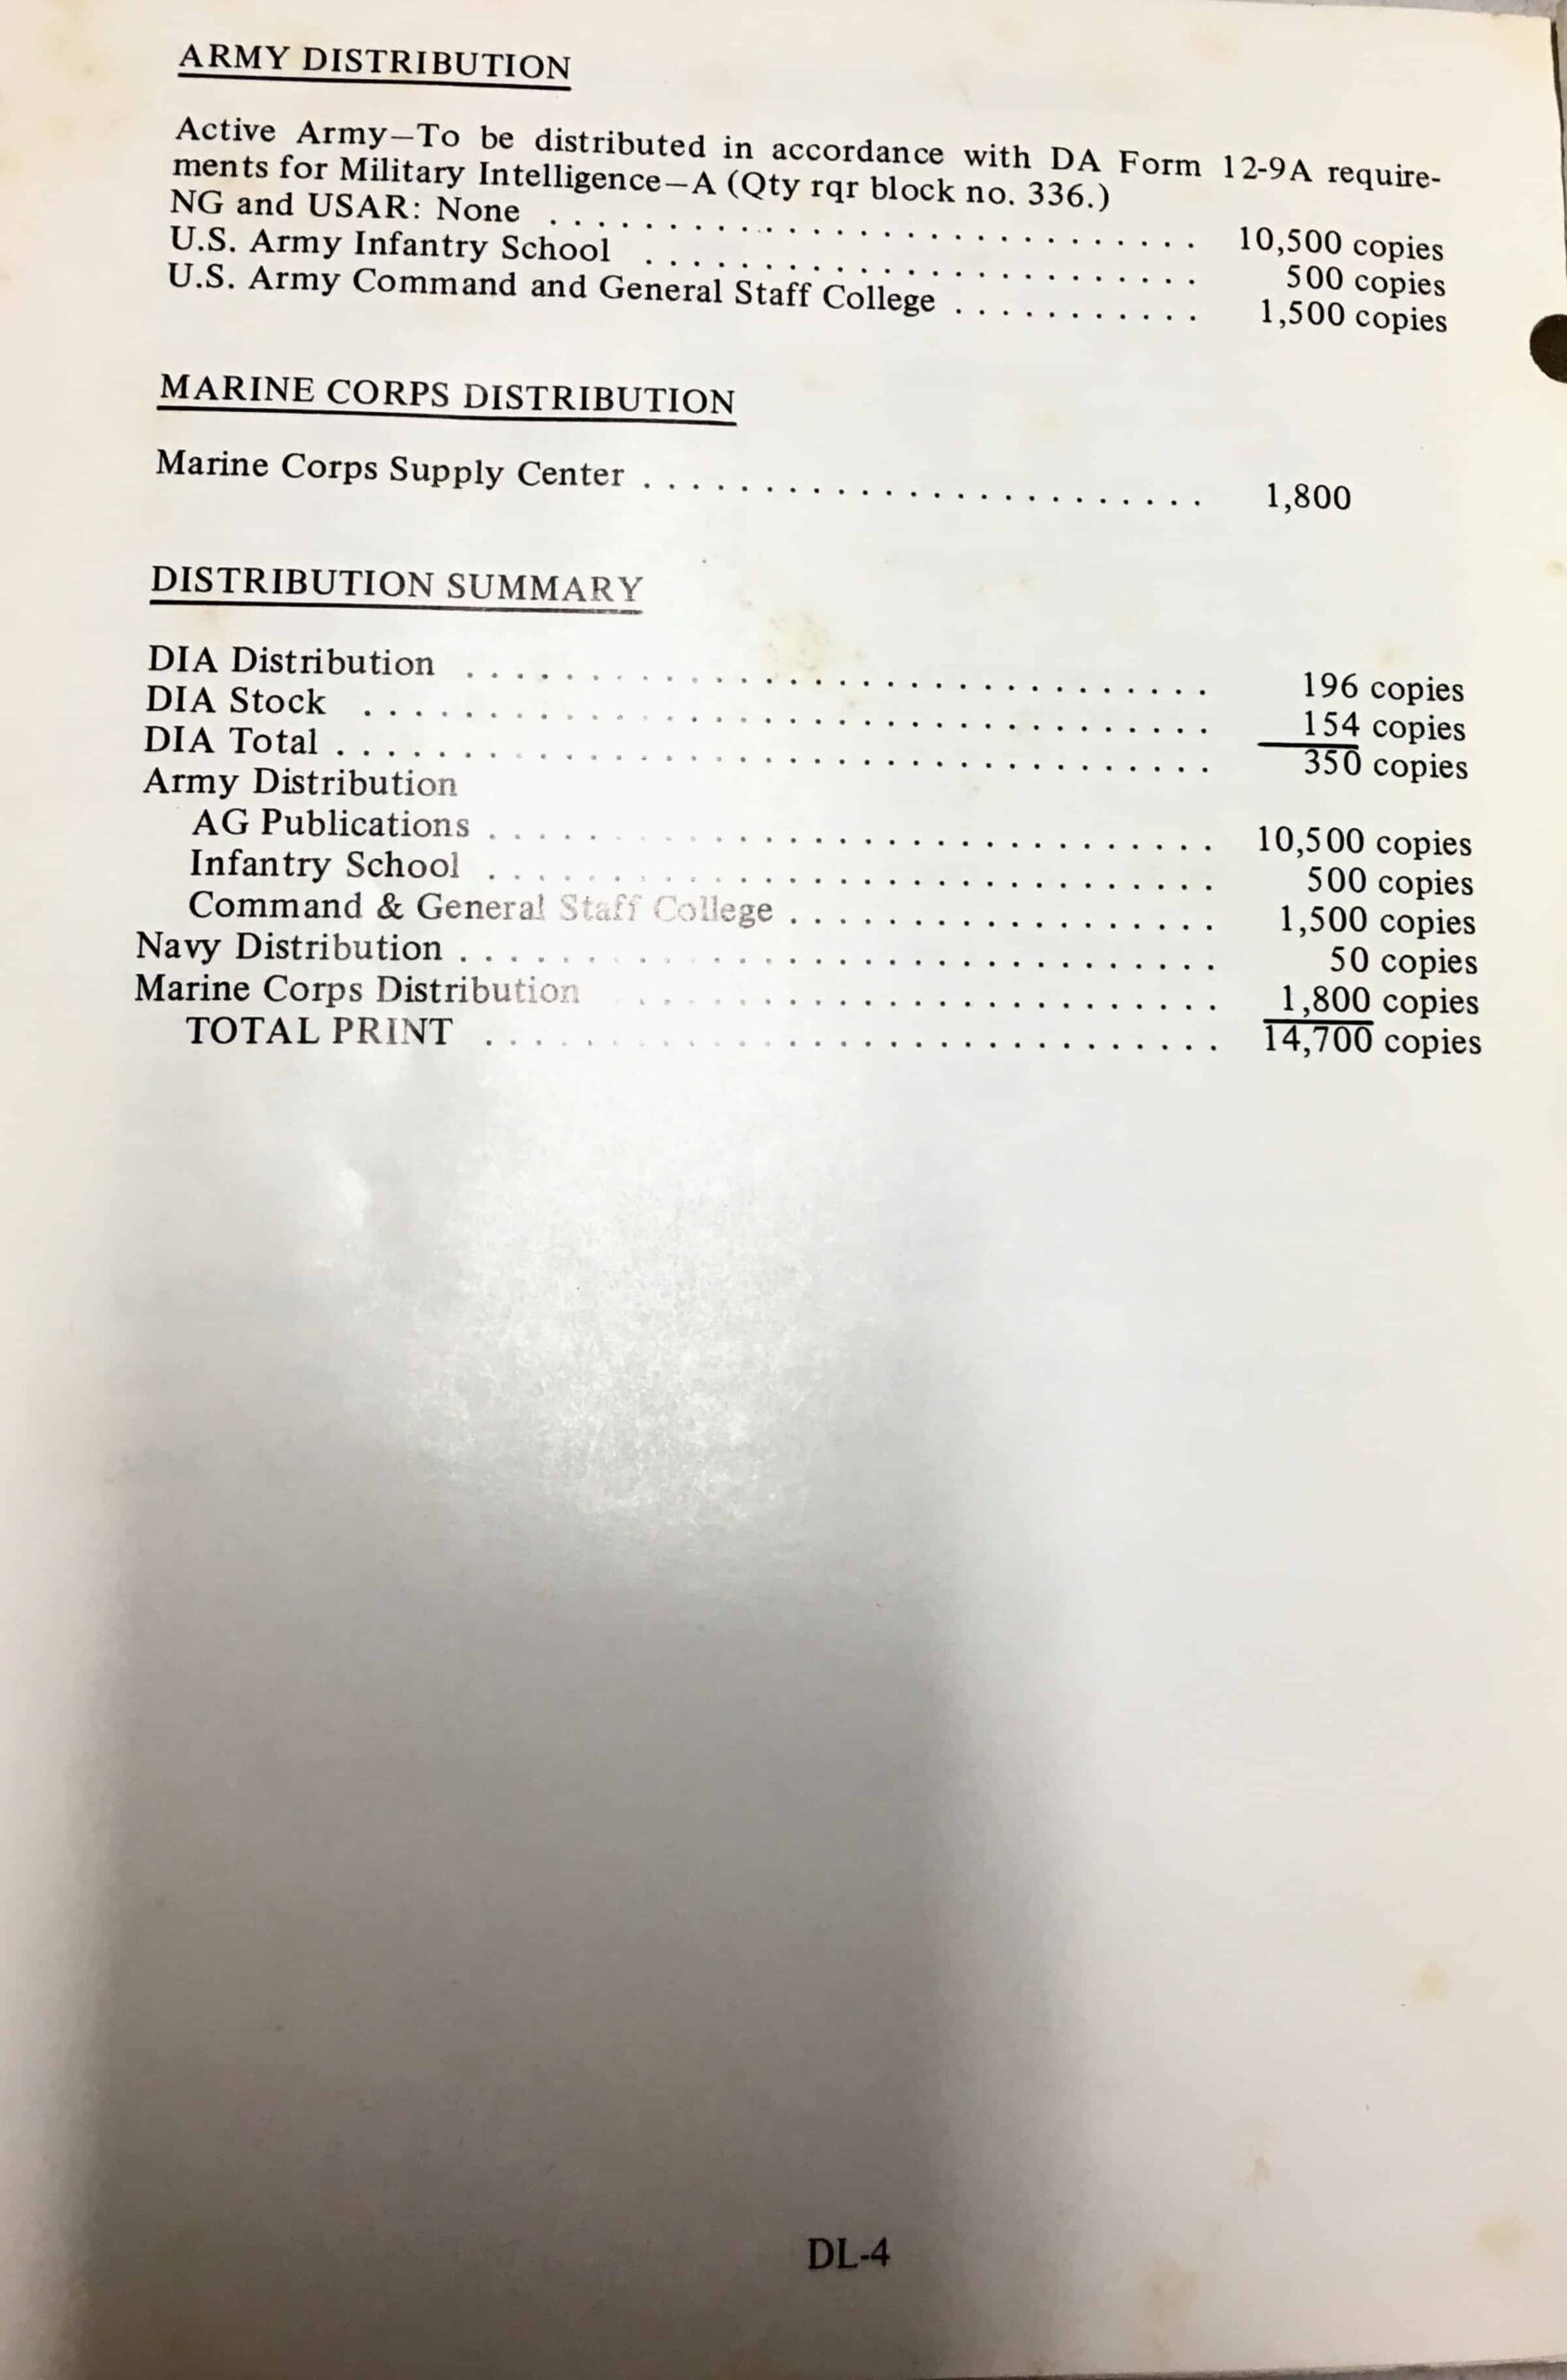 ARMY DISTRIBUTION
Active Army—To be distributed in accordance with DA Form 12-9A require-
ments for Military Intelligence—A (Qty rqr block no. 336.)
NG and USAR: None . . . . . . . . . . . . . . . . . . . . . . . . . . . 10,500 copies
U.S. Army Infantry School . . . . . . . . . . . . . . . . . . . . . . . 500 copies
U.S. Army Command and General Staff College . . . . . . . . . . . 1,500 copies
MARINE CORPS DISTRIBUTION
Marine Corps Supply Center . . . . . . . . . . . . . . . . . . . . . . . . 1,800
DISTRIBUTION SUMMARY
DIA Distribution . . . . . . . . . . . . . . . . . . . . . . . . . . . . . . 196 copies
DIA Stock . . . . . . . . . . . . . . . . . . . . . . . . . . . . . . . . . . 154 copies
DIA Total . . . . . . . . . . . . . . . . . . . . . . . . . . . . . . . . . . . 350 copies
Army Distribution
AG Publications . . . . . . . . . . . . . . . . . . . . . . . . . . . . . 10,500 copies
Infantry School . . . . . . . . . . . . . . . . . . . . . . . . . . . . . 500 copies
Command & General Staff College . . . . . . . . . . . . . . . . . 1,500 copies
Navy Distribution . . . . . . . . . . . . . . . . . . . . . . . . . . . . . . 50 copies
Marine Corps Distribution . . . . . . . . . . . . . . . . . . . . . . . . 1,800 copies
TOTAL PRINT . . . . . . . . . . . . . . . . . . . . . . . . . . . . . 14,700 copies
DL-4